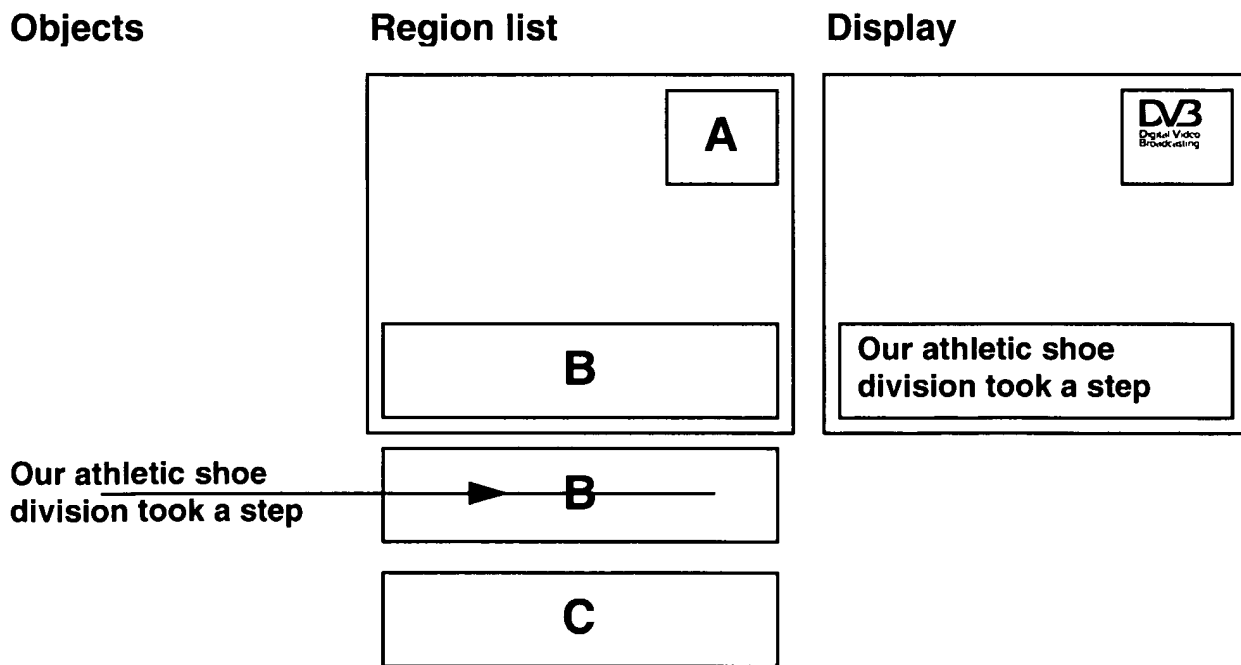 Objects
Region list
Display
A
DVB
Digital Video
Broadcasting
B
Our athletic shoe
division took a step
Our athletic shoe
division took a step
B
C